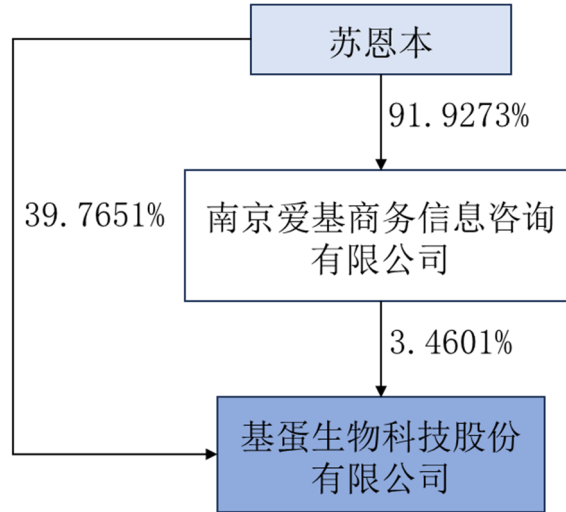 苏恩本
91.9273%
39.7651%
南京爱基商务信息咨询
有限公司
3.4601%
基蛋生物科技股份
有限公司